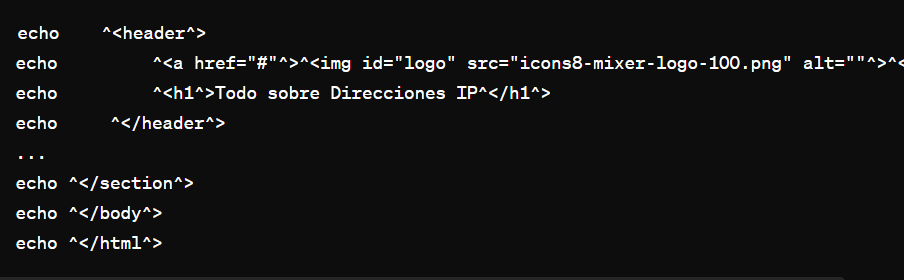 echo    ^<header^>
echo         ^<a href="#"^>^<img id="logo" src="icons8-mixer-logo-100.png" alt=""^>^<
echo         ^<h1^>Todo sobre Direcciones IP^</h1^>
echo     ^</header^>
...
echo ^</section^>
echo ^</body^>
echo ^</html^>